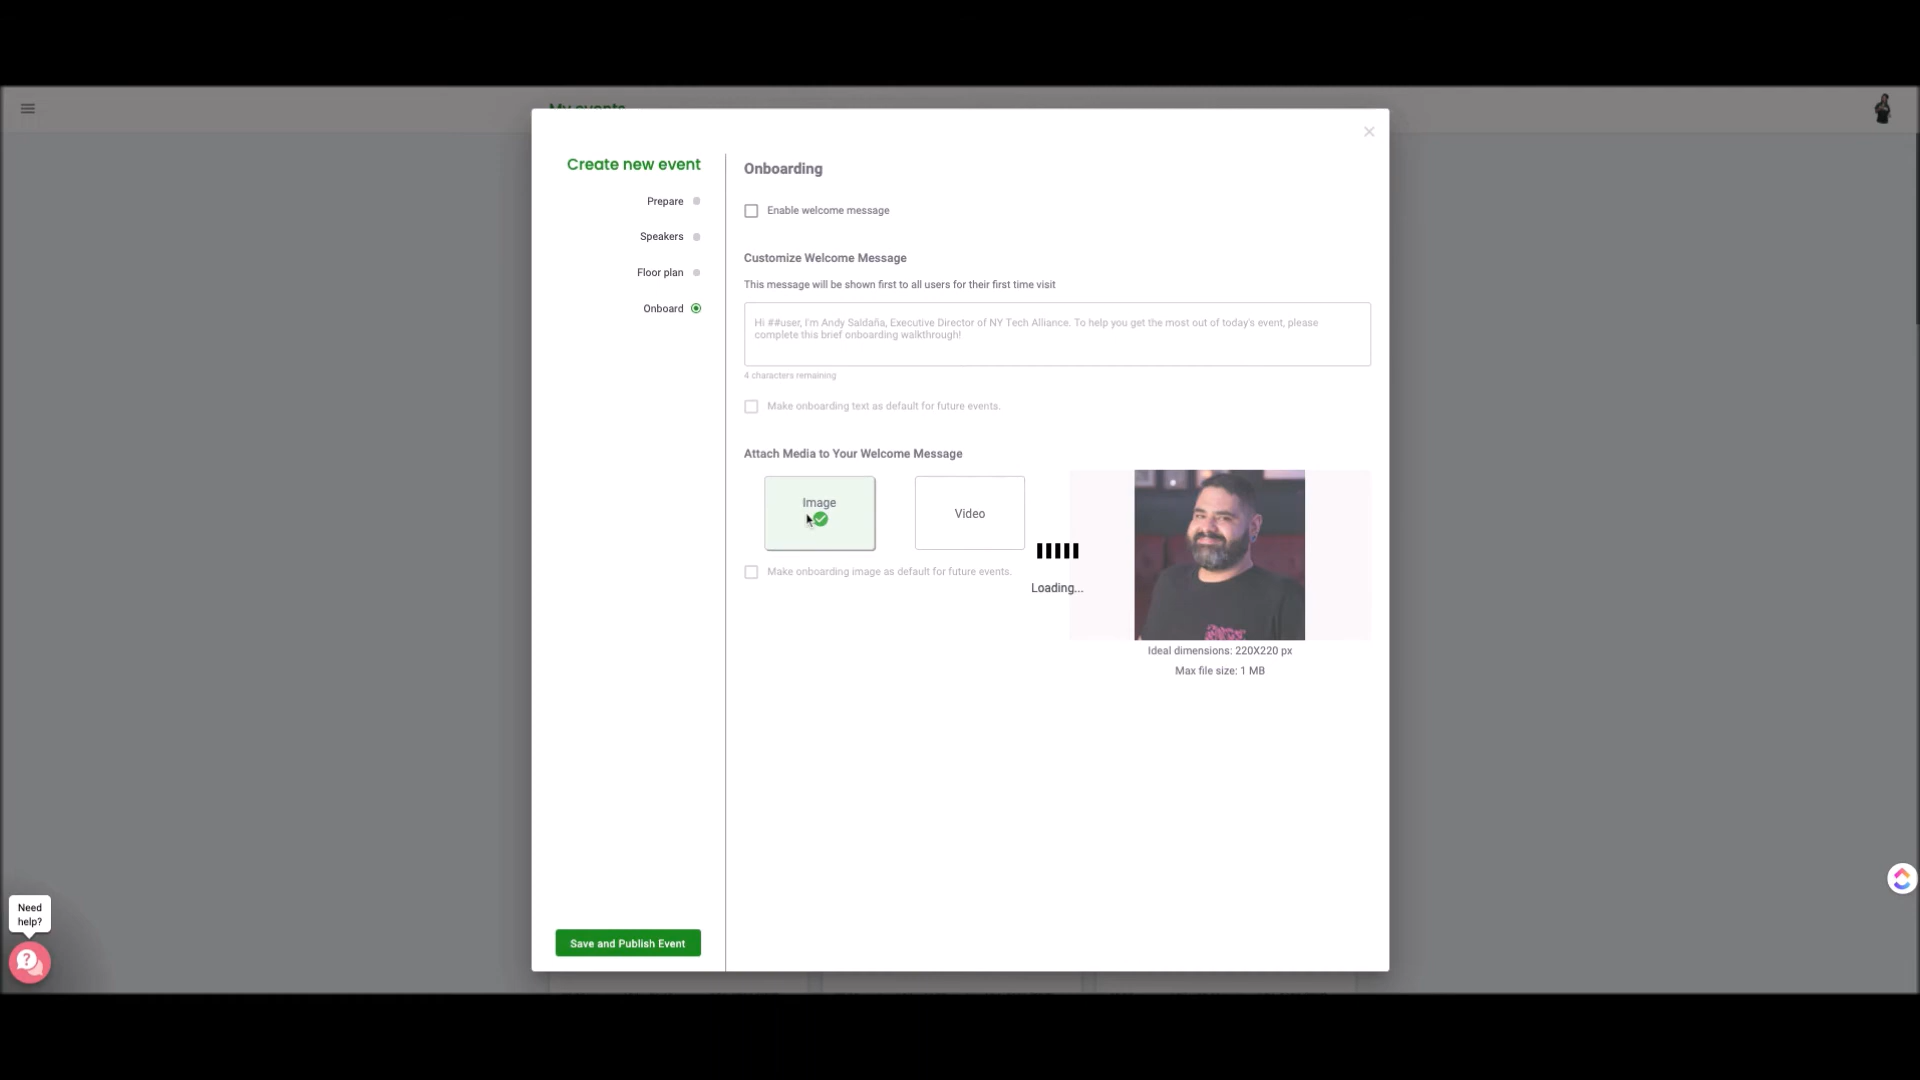 My events
Create new event
Prepare
Speakers
Floor plan
Onboard
Save and Publish Event
Onboarding
Enable welcome message
Customize Welcome Message
This message will be shown first to all users for their first time visit
Hi ##user, I'm Andy Saldaña, Executive Director of NY Tech Alliance. To help you get the most out of today's event, please
complete this brief onboarding walkthrough!
4 characters remaining
Make onboarding text as default for future events.
Attach Media to Your Welcome Message
Image
Video
Make onboarding image as default for future events.
Loading...
Ideal dimensions: 220X220 px
Max file size: 1 MB
Need
help?